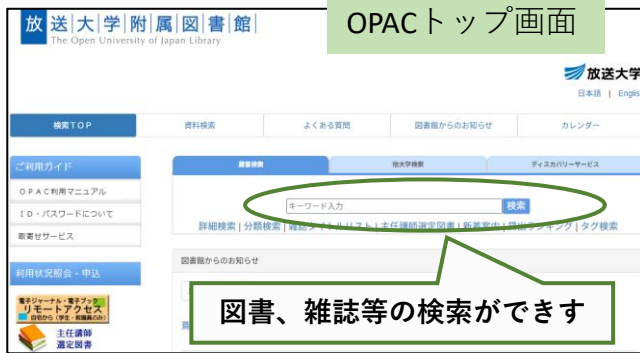 放送大学附属図書館
The Open University of Japan Library
OPACトップ画面
放送大学
日本語 | Englis
検索TOP
資料検索
よくある質問
図書館からのお知らせ
カレンダー
ご利用ガイド
OPAC利用マニュアル
ID・パスワードについて
取寄せサービス
利用状況照会・申込
電子ジャーナル・電子ブック
リモートアクセス
自宅から(学生・教職員のみ)
主任講師
選定図書
蔵書検索
他大学検索
ディスカバリーサービス
キーワード入力
検索
詳細検索 | 分類検索 | 雑誌タイトルリスト | 主任講師選定図書 | 新着案内 | 貸出ランキング | タグ検索
図書館からのお知らせ
図書、雑誌等の検索ができす